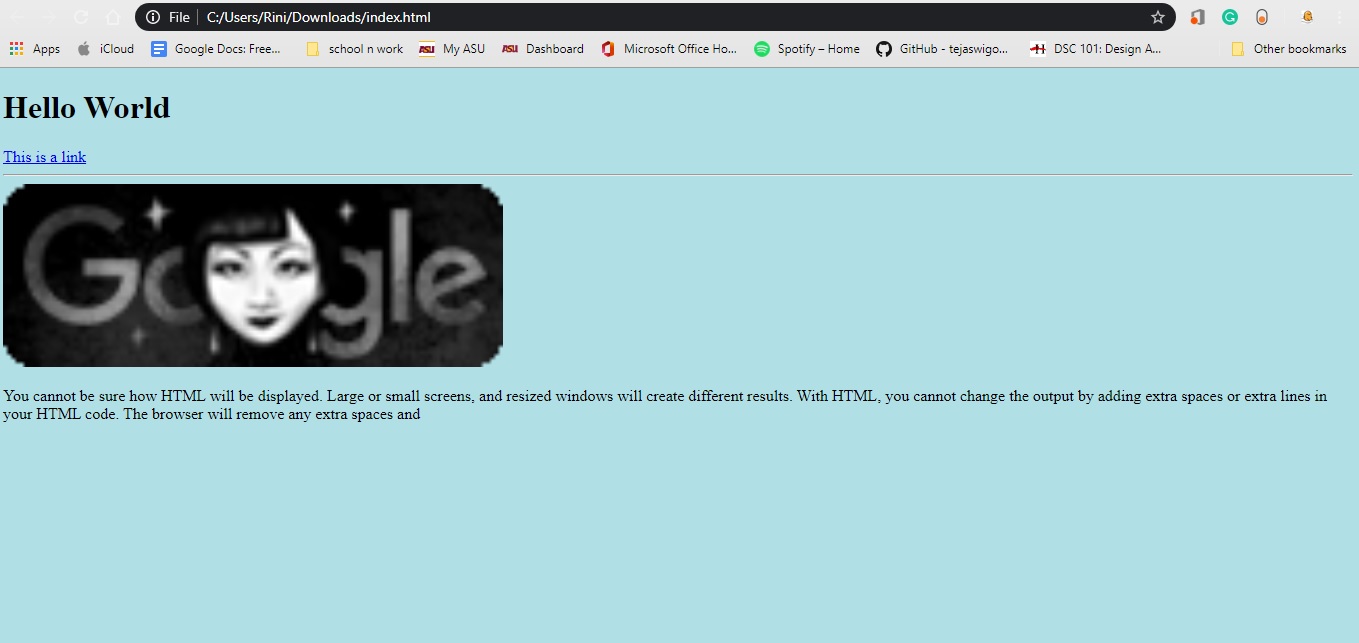 File C:/Users/Rini/Downloads/index.html
Apps iCloud Google Docs: Free... school n work ASU My ASU ASU Dashboard Microsoft Office Ho... Spotify – Home GitHub - tejaswigo... DSC 101: Design A... Other bookmarks
Hello World
This is a link
Google
You cannot be sure how HTML will be displayed. Large or small screens, and resized windows will create different results. With HTML, you cannot change the output by adding extra spaces or extra lines in
your HTML code. The browser will remove any extra spaces and